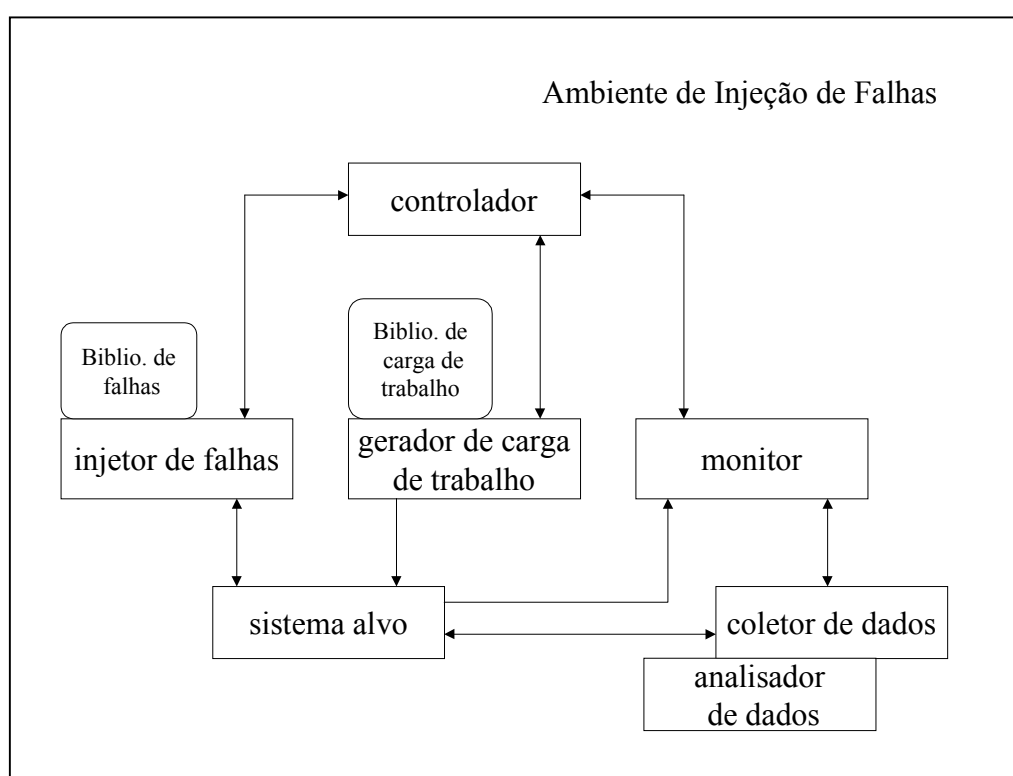 Ambiente de Injeção de Falhas
controlador
Biblio. de
falhas
Biblio. de
carga de
trabalho
injetor de falhas
gerador de carga
de trabalho
monitor
sistema alvo
coletor de dados
analisador
de dados